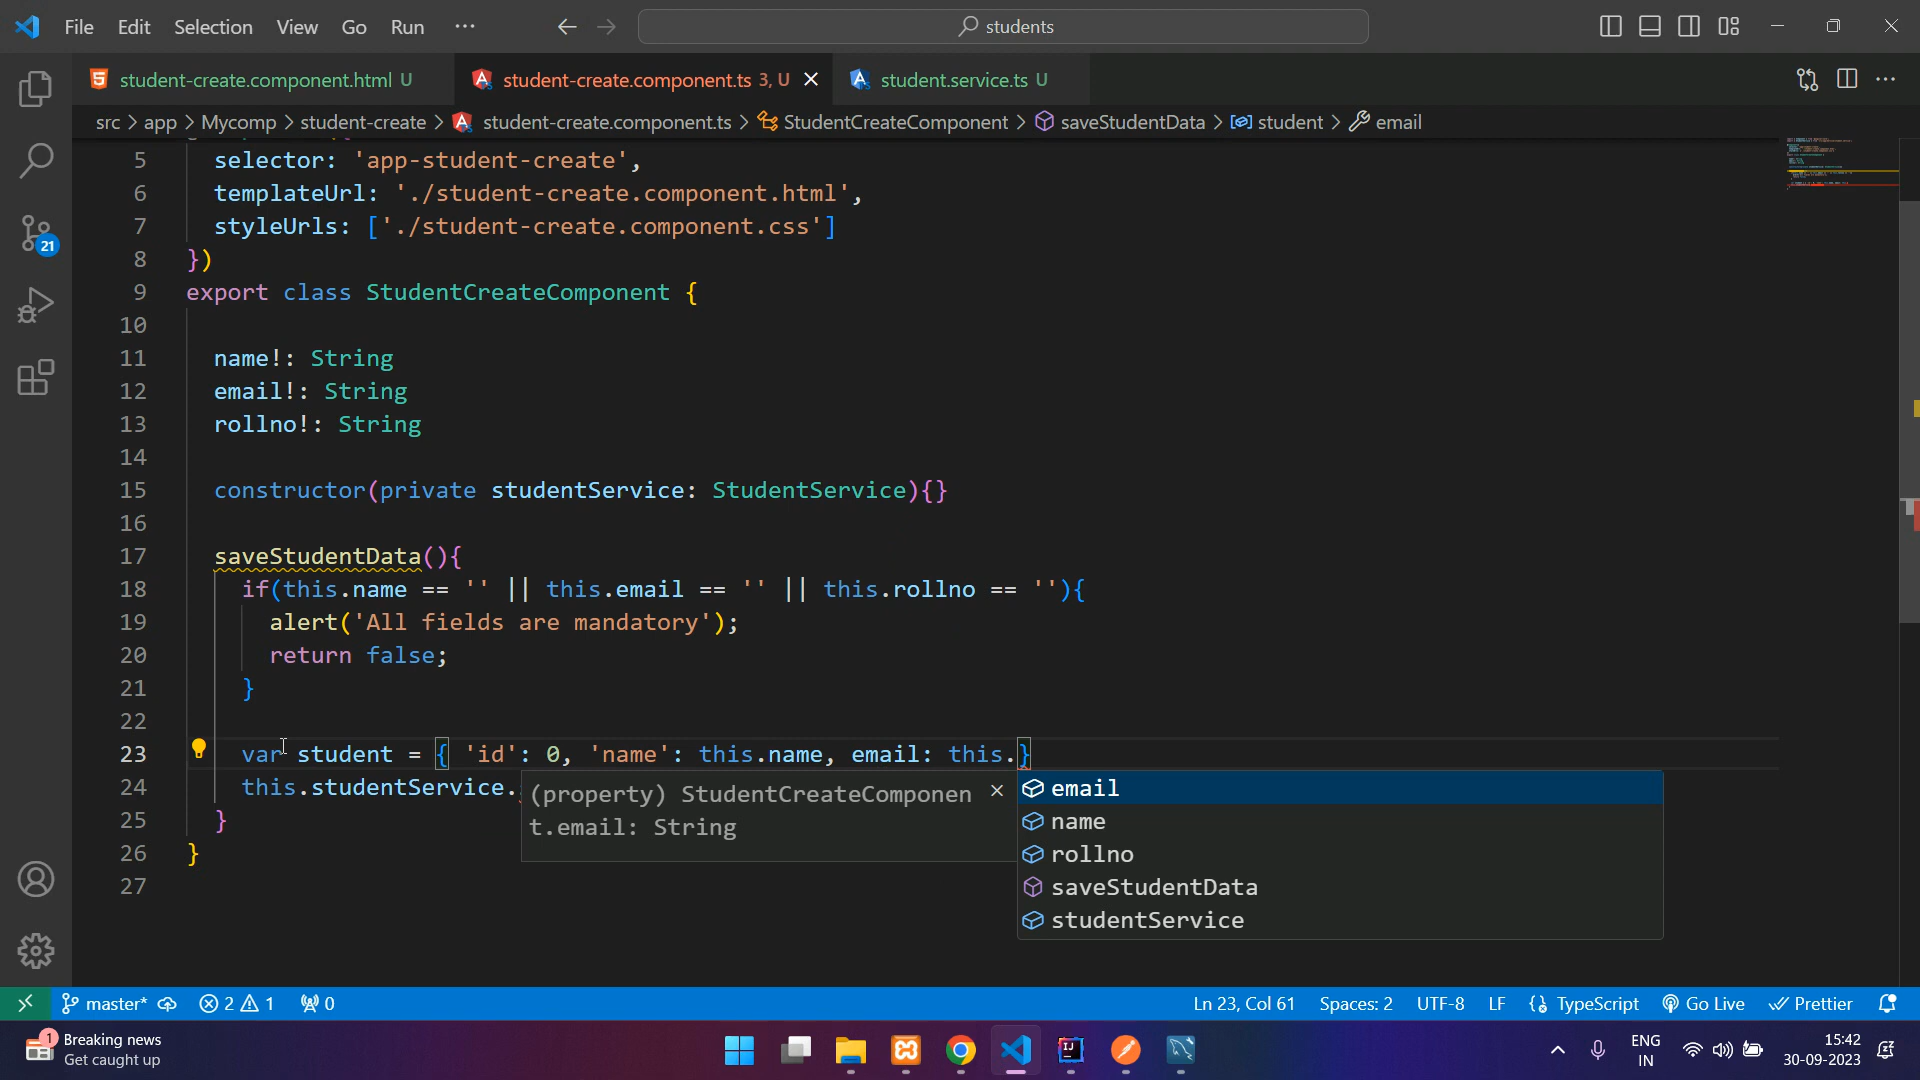 File Edit Selection View Go Run ··· students
student-create.component.html U student-create.component.ts 3, U student.service.ts U
src > app > Mycomp > student-create > student-create.component.ts > StudentCreateComponent > saveStudentData > student > email
5 selector: 'app-student-create',
6 templateUrl: './student-create.component.html',
7 styleUrls: ['./student-create.component.css']
8 })
9 export class StudentCreateComponent {
10
11 name!: String
12 email!: String
13 rollno!: String
14
15 constructor(private studentService: StudentService){}
16
17 saveStudentData(){
18 if(this.name == '' || this.email == '' || this.rollno == ''){
19 alert('All fields are mandatory');
20 return false;
21 }
22
23 var student = { 'id': 0, 'name': this.name, email: this.}
24 this.studentService.
25 }
26 }
27
(property) StudentCreateComponen
t.email: String
email
name
rollno
saveStudentData
studentService
21
master* 2 1 0 Ln 23, Col 61 Spaces: 2 UTF-8 LF TypeScript Go Live Prettier
1 Breaking news
Get caught up
ENG
IN
15:42
30-09-2023